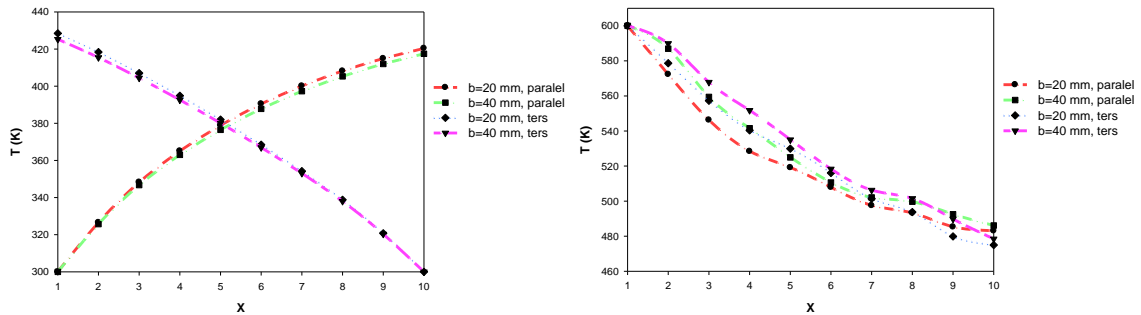 T (K)
440
420
400
380
360
340
320
300
1 2 3 4 5 6 7 8 9 10
X
b=20 mm, paralel
b=40 mm, paralel
b=20 mm, ters
b=40 mm, ters
T (K)
600
580
560
540
520
500
480
460
1 2 3 4 5 6 7 8 9 10
X
b=20 mm, paralel
b=40 mm, paralel
b=20 mm, ters
b=40 mm, ters